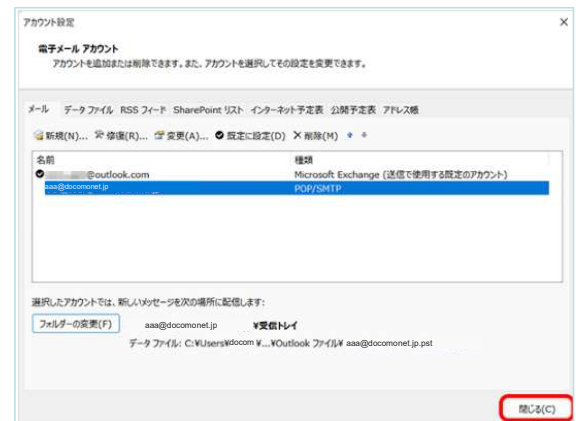 アカウント設定
電子メール アカウント
アカウントを追加または削除できます。また、アカウントを選択してその設定を変更できます。
メール データ ファイル RSS フィード SharePoint リスト インターネット予定表 公開予定表 アドレス帳
新規(N)... 修復(R)... 変更(A)... 既定に設定(D) 削除(M)
名前 種類
@outlook.com Microsoft Exchange (送信で使用する既定のアカウント)
aaa@docomonet.jp POP/SMTP
選択したアカウントでは、新しいメッセージを次の場所に配信します:
フォルダーの変更(F) aaa@docomonet.jp ¥受信トレイ
データ ファイル: C:¥Users¥docom ¥...¥Outlook ファイル¥ aaa@docomonet.jp.pst
閉じる(C)